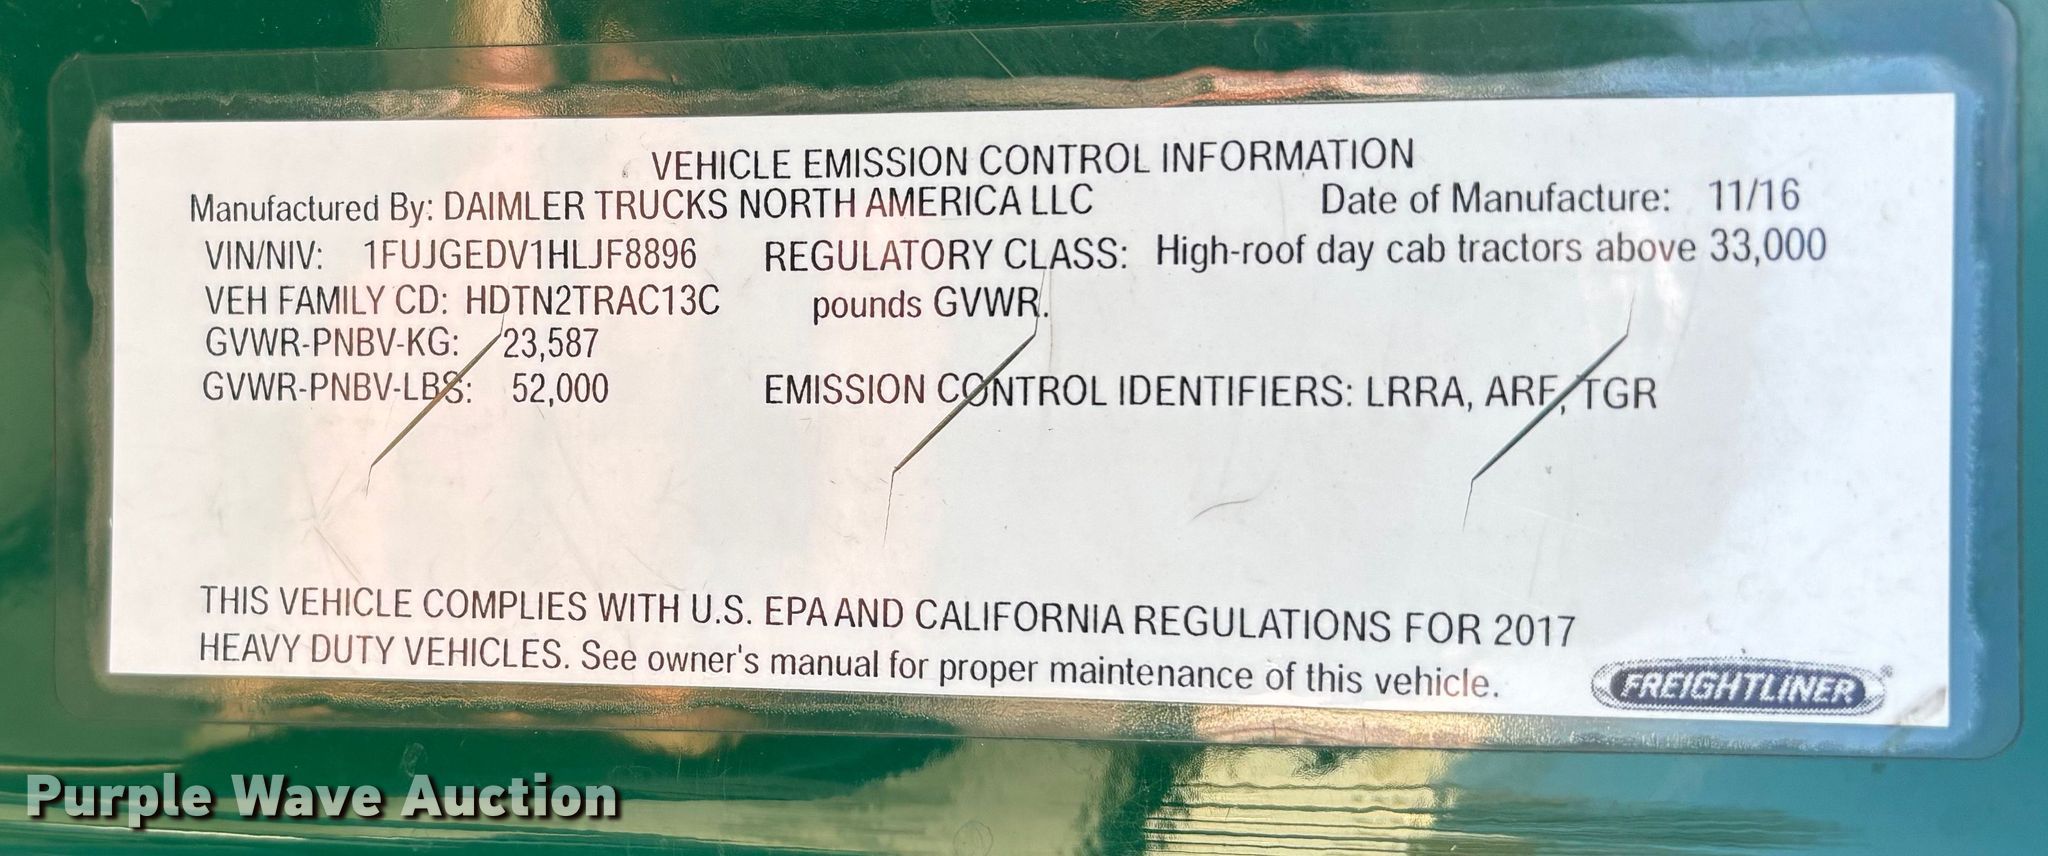 VEHICLE EMISSION CONTROL INFORMATION
Manufactured By: DAIMLER TRUCKS NORTH AMERICA LLC Date of Manufacture: 11/16
VIN/NIV: 1FUJGEDV1HLJF8896 REGULATORY CLASS: High-roof day cab tractors above 33,000
VEH FAMILY CD: HDTN2TRAC13C pounds GVWR.
GVWR-PNBV-KG: 23,587
GVWR-PNBV-LBS: 52,000 EMISSION CONTROL IDENTIFIERS: LRRA, ARF, TGR
THIS VEHICLE COMPLIES WITH U.S. EPA AND CALIFORNIA REGULATIONS FOR 2017
HEAVY DUTY VEHICLES. See owner's manual for proper maintenance of this vehicle.
FREIGHTLINER®
Purple Wave Auction